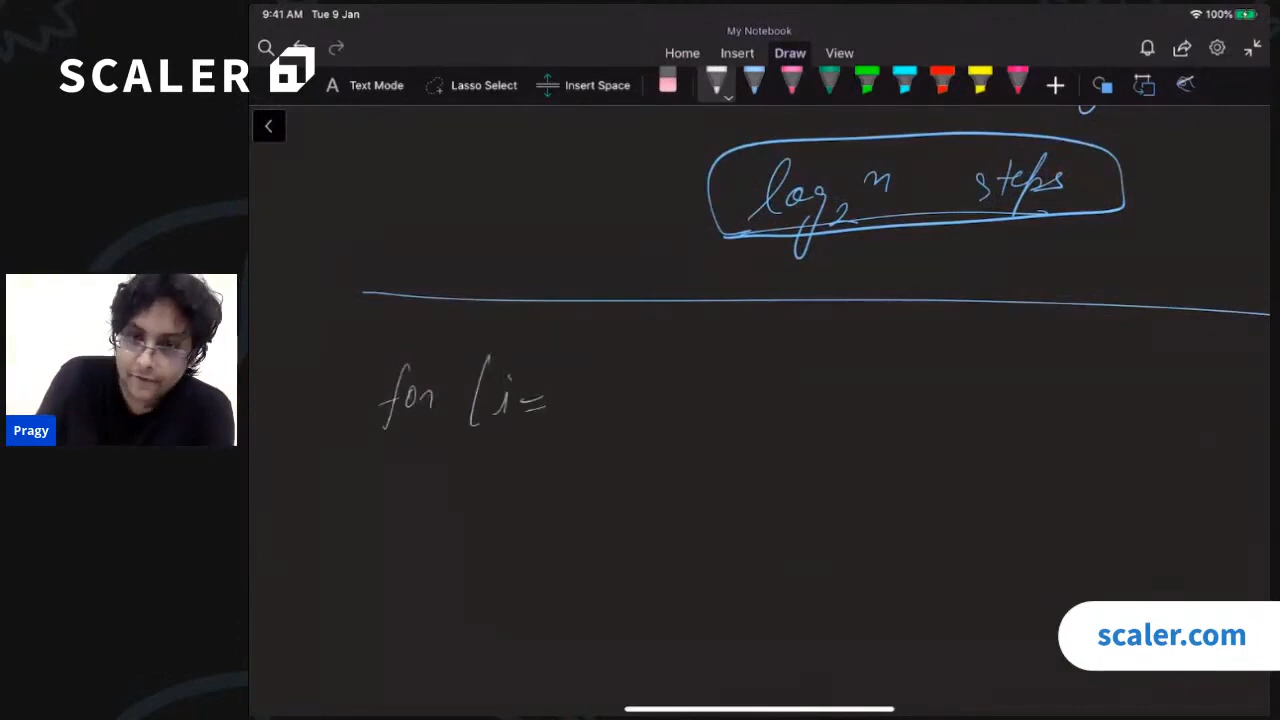 9:41 AM Tue 9 Jan
100%
My Notebook
Home Insert Draw View
SCALER
Text Mode Lasso Select Insert Space
log₂ n steps
for (i=
Pragy
scaler.com